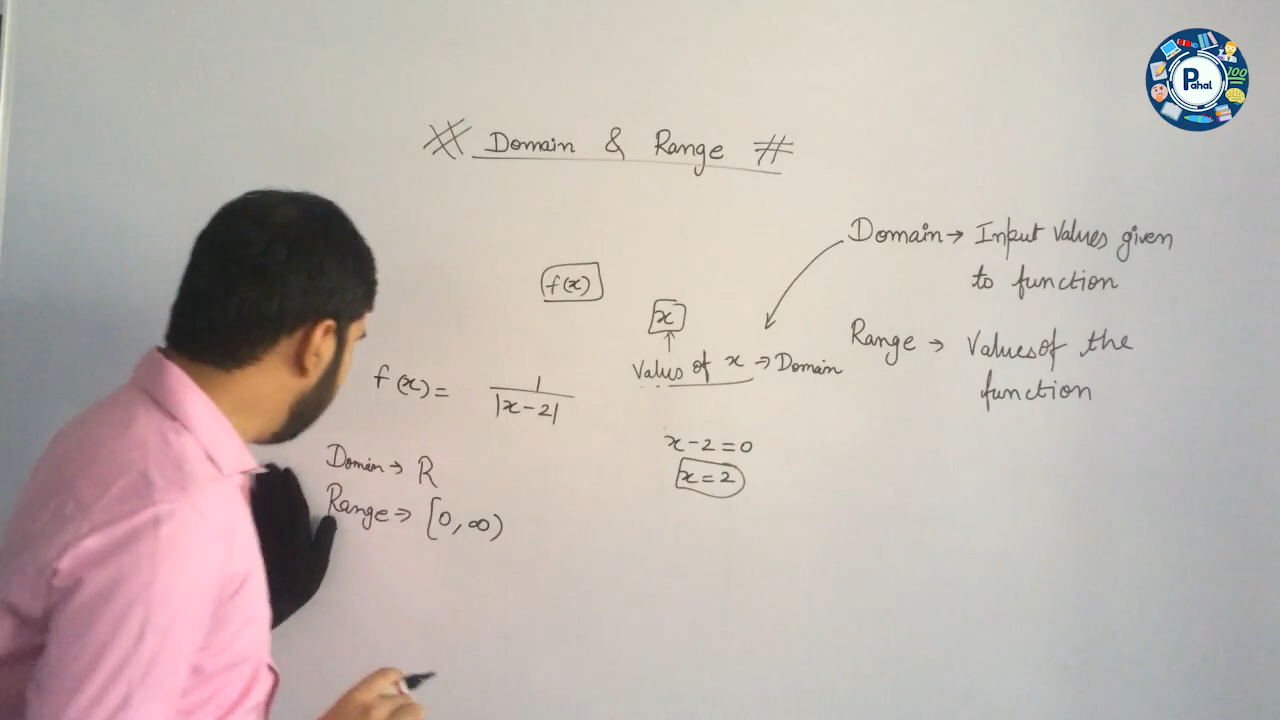 Pahal
100
# Domain & Range #
Domain → Input Values given
to function
f(x)
x
Range → Values of the
function
Value of x → Domain
f(x) = 1/|x-2|
x-2=0
x=2
Domain → R
Range → [0,∞)